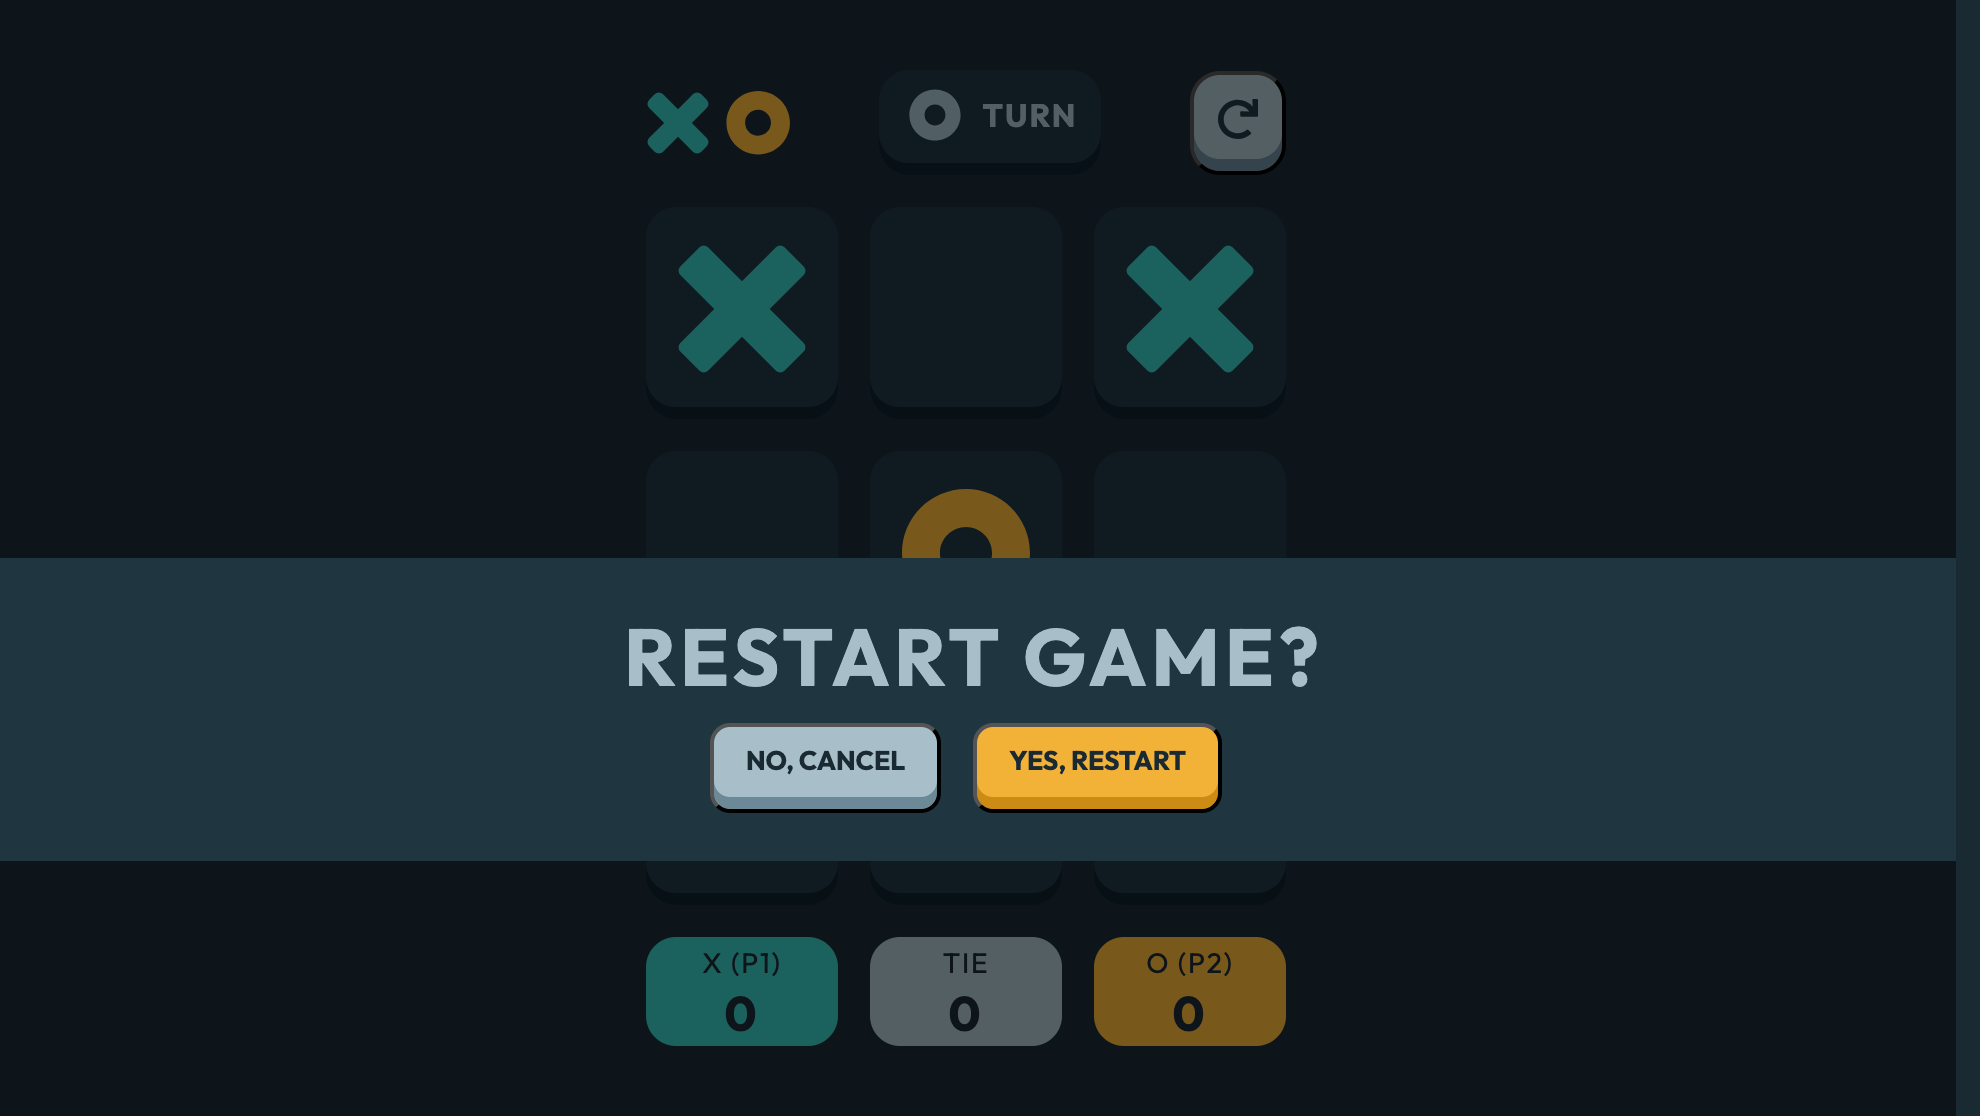 TURN
RESTART GAME?
NO, CANCEL
YES, RESTART
X (P1)
TIE
O (P2)
0
0
0